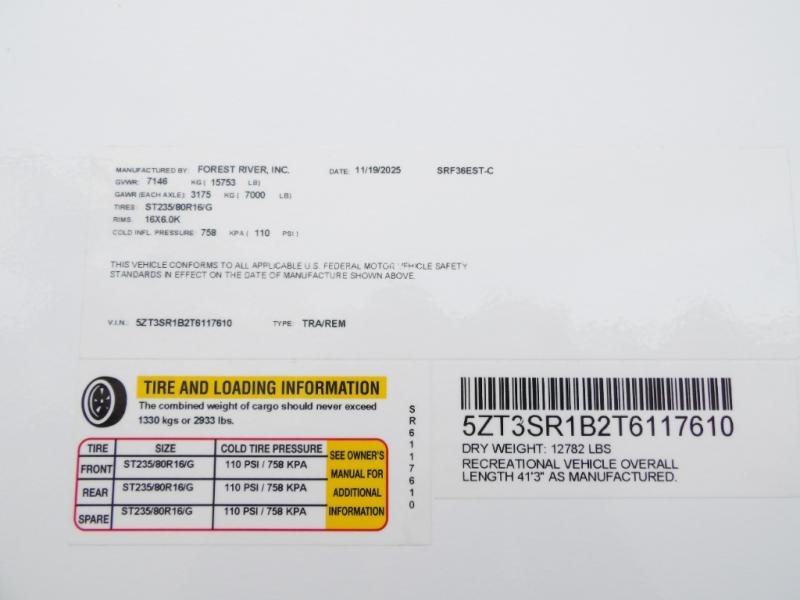 MANUFACTURED BY: FOREST RIVER, INC. DATE: 11/19/2025 SRF36EST-C
GVWR: 7146 KG ( 15753 LB)
GAWR (EACH AXLE): 3175 KG ( 7000 LB)
TIRES: ST235/80R16/G
RIMS: 16X6.0K
COLD INFL. PRESSURE: 758 KPA ( 110 PSI )
THIS VEHICLE CONFORMS TO ALL APPLICABLE U.S. FEDERAL MOTOR VEHICLE SAFETY
STANDARDS IN EFFECT ON THE DATE OF MANUFACTURE SHOWN ABOVE.
V.I.N.: 5ZT3SR1B2T6117610 TYPE: TRA/REM
TIRE AND LOADING INFORMATION
The combined weight of cargo should never exceed
1330 kgs or 2933 lbs.
TIRE SIZE COLD TIRE PRESSURE
FRONT ST235/80R16/G 110 PSI / 758 KPA
REAR ST235/80R16/G 110 PSI / 758 KPA
SPARE ST235/80R16/G 110 PSI / 758 KPA
SEE OWNER'S
MANUAL FOR
ADDITIONAL
INFORMATION
SR6117610
5ZT3SR1B2T6117610
DRY WEIGHT: 12782 LBS
RECREATIONAL VEHICLE OVERALL
LENGTH 41'3" AS MANUFACTURED.